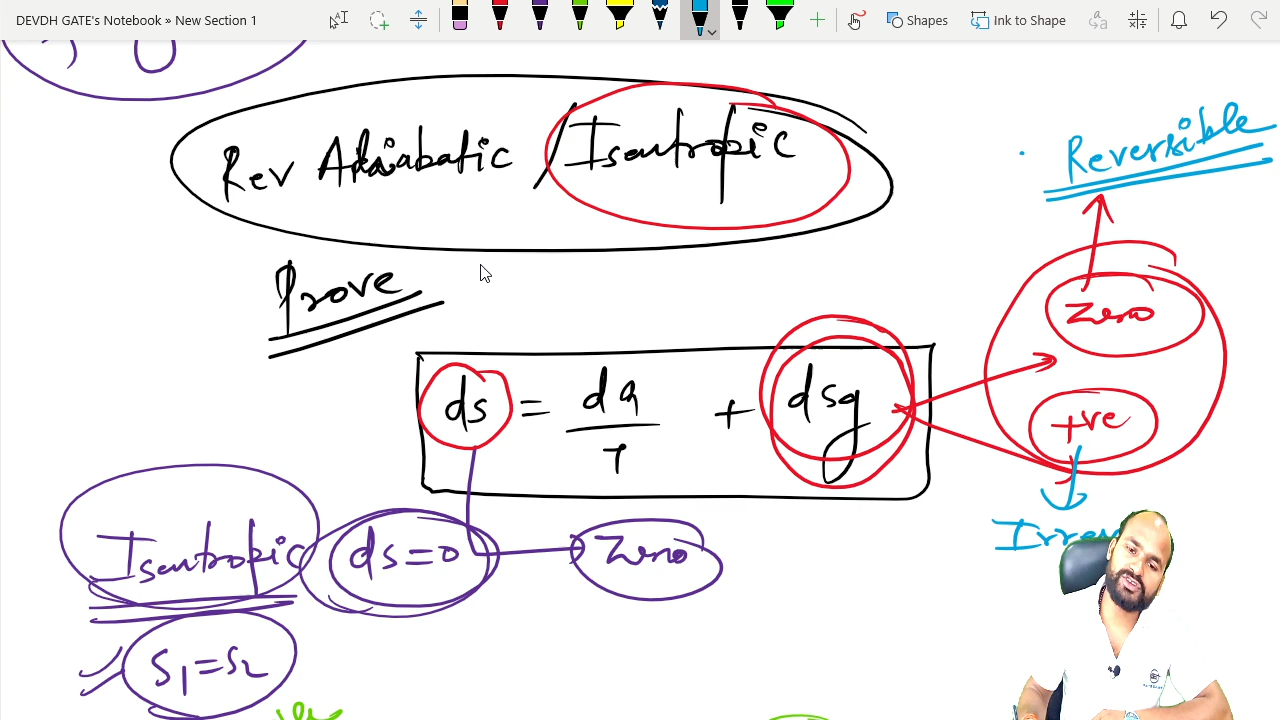 DEVDH GATE's Notebook » New Section 1
Shapes
Ink to Shape
Rev Adiabatic / Isentropic
Reversible
Prove
Zero
ds = dq/T + dsg
+ve
Isentropic ds=0 Zero
S1=S2